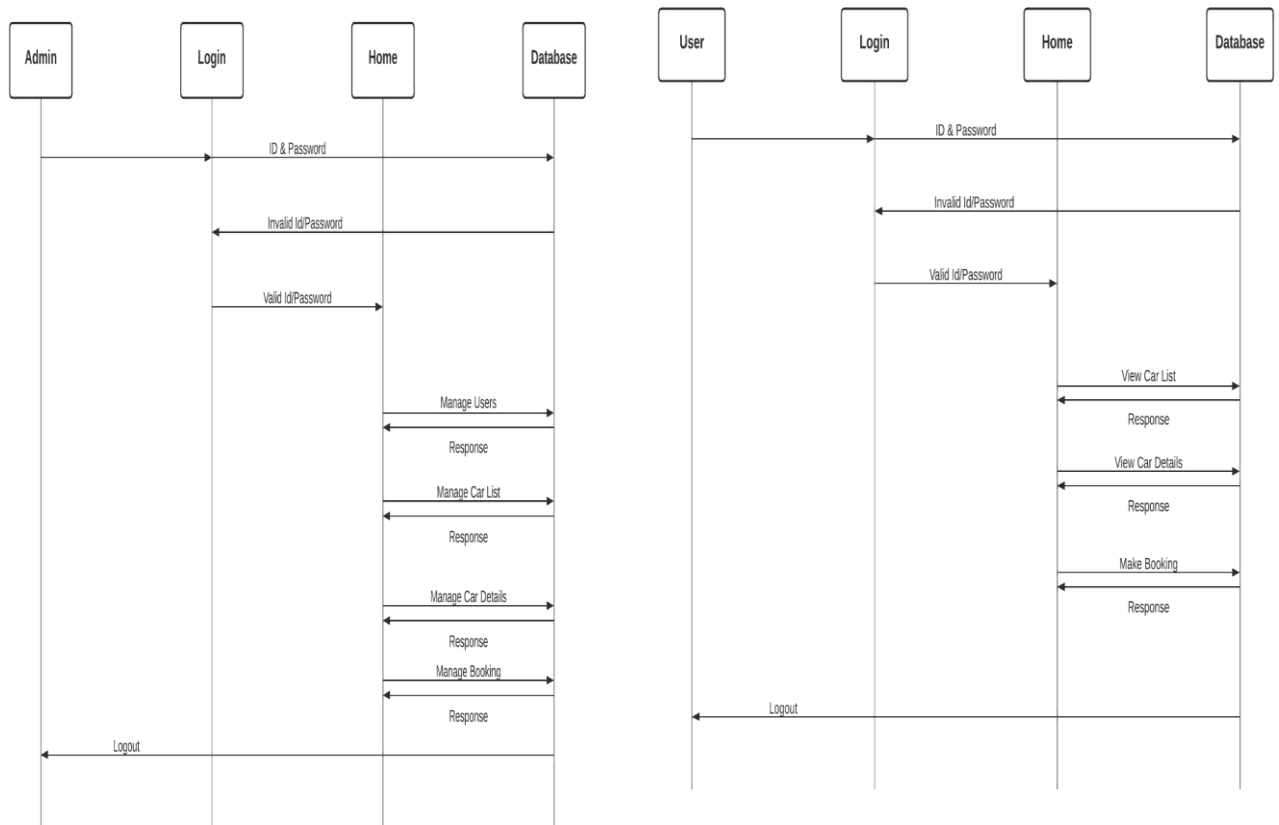 Admin
Login
Home
Database
ID & Password
Invalid Id/Password
Valid Id/Password
Manage Users
Response
Manage Car List
Response
Manage Car Details
Response
Manage Booking
Response
Logout
User
Login
Home
Database
ID & Password
Invalid Id/Password
Valid Id/Password
View Car List
Response
View Car Details
Response
Make Booking
Response
Logout